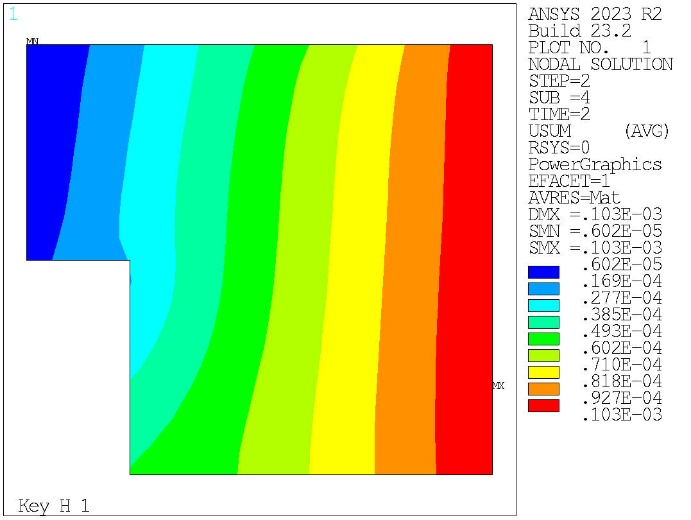 1
MN
ANSYS 2023 R2
Build 23.2
PLOT NO. 1
NODAL SOLUTION
STEP=2
SUB =4
TIME=2
USUM (AVG)
RSYS=0
PowerGraphics
EFACET=1
AVRES=Mat
DMX =.103E-03
SMN =.602E-05
SMX =.103E-03
.602E-05
.169E-04
.277E-04
.385E-04
.493E-04
.602E-04
.710E-04
.818E-04
.927E-04
.103E-03
MX
Key H 1